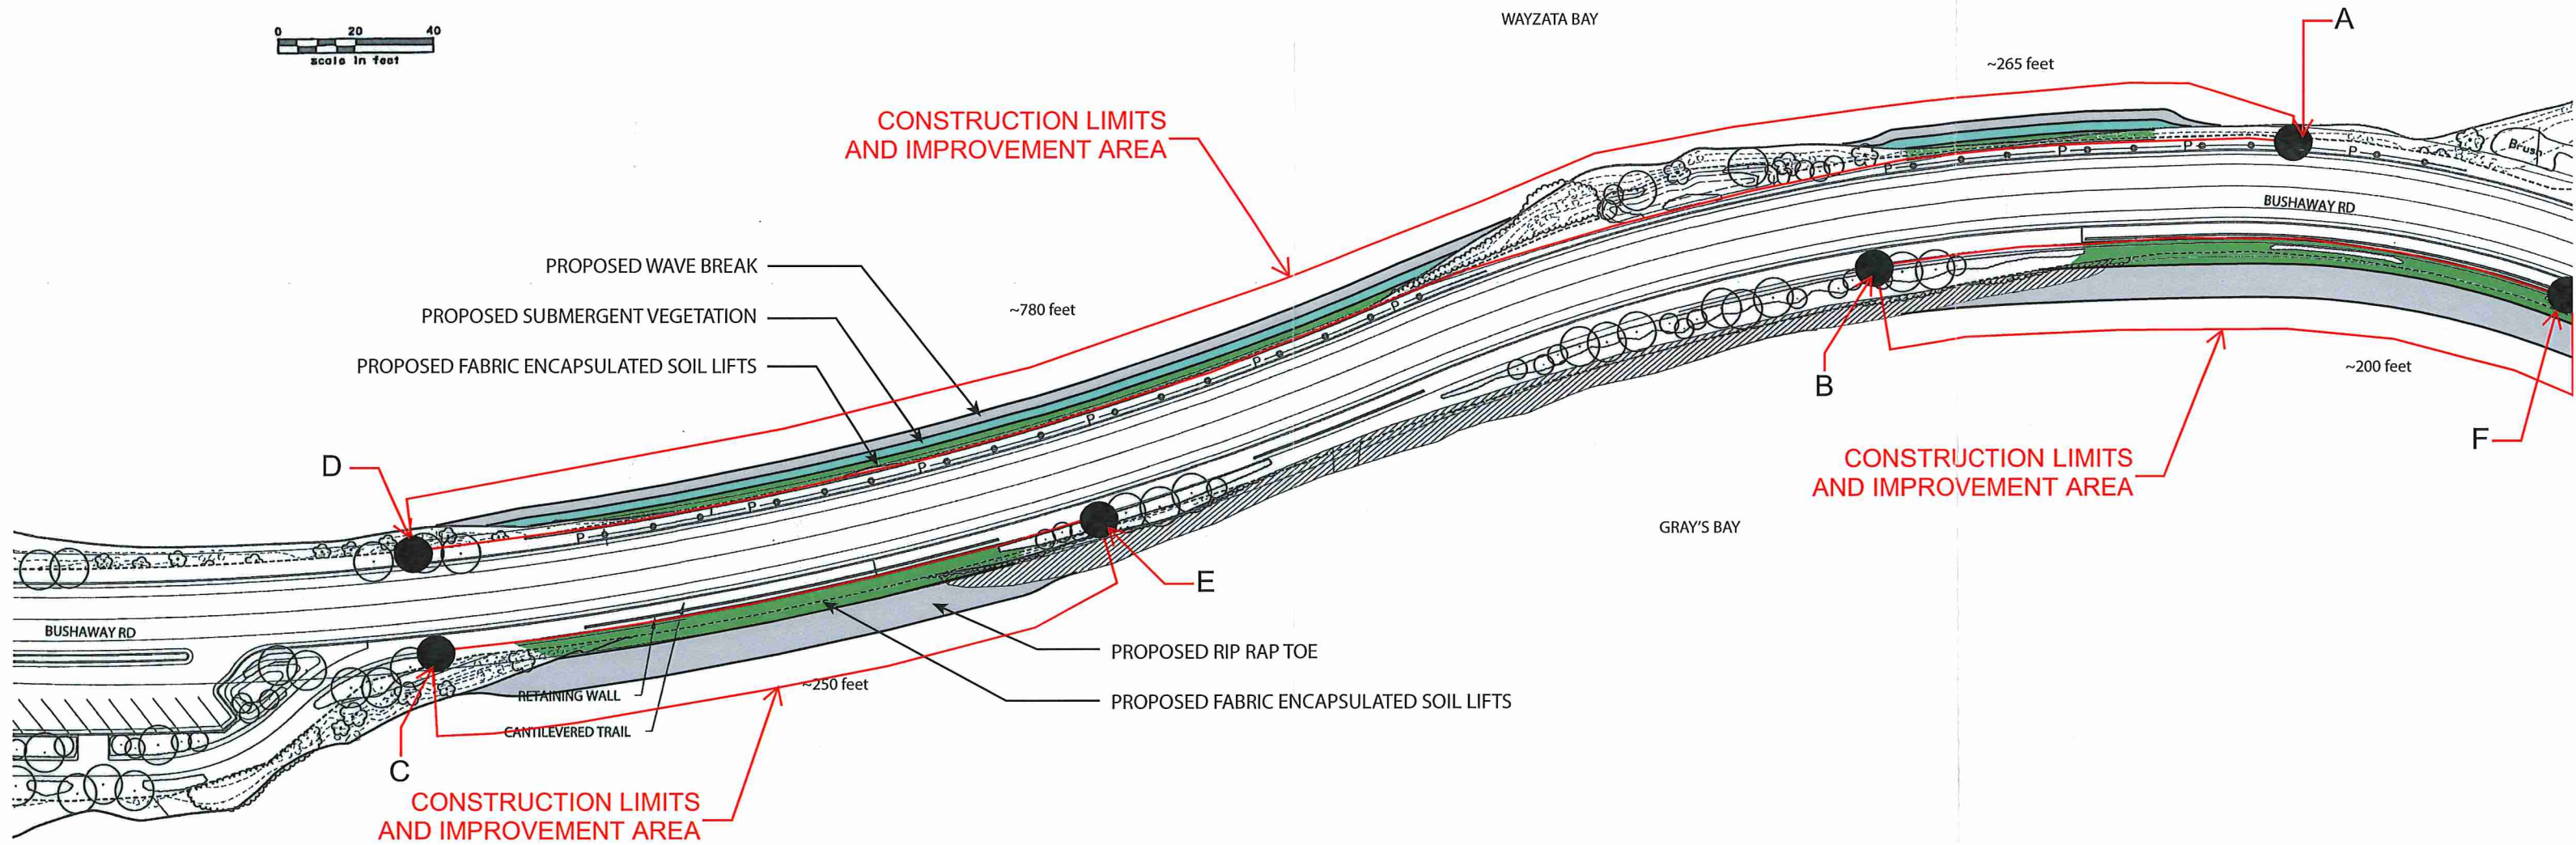 WAYZATA BAY
A
0 20 40
scale in feet
~265 feet
CONSTRUCTION LIMITS
AND IMPROVEMENT AREA
Brush
BUSHAWAY RD
PROPOSED WAVE BREAK
~780 feet
PROPOSED SUBMERGENT VEGETATION
PROPOSED FABRIC ENCAPSULATED SOIL LIFTS
B
~200 feet
F
D
CONSTRUCTION LIMITS
AND IMPROVEMENT AREA
GRAY'S BAY
E
BUSHAWAY RD
PROPOSED RIP RAP TOE
RETAINING WALL
~250 feet
PROPOSED FABRIC ENCAPSULATED SOIL LIFTS
CANTILEVERED TRAIL
C
CONSTRUCTION LIMITS
AND IMPROVEMENT AREA
P P P P P P P P P P P